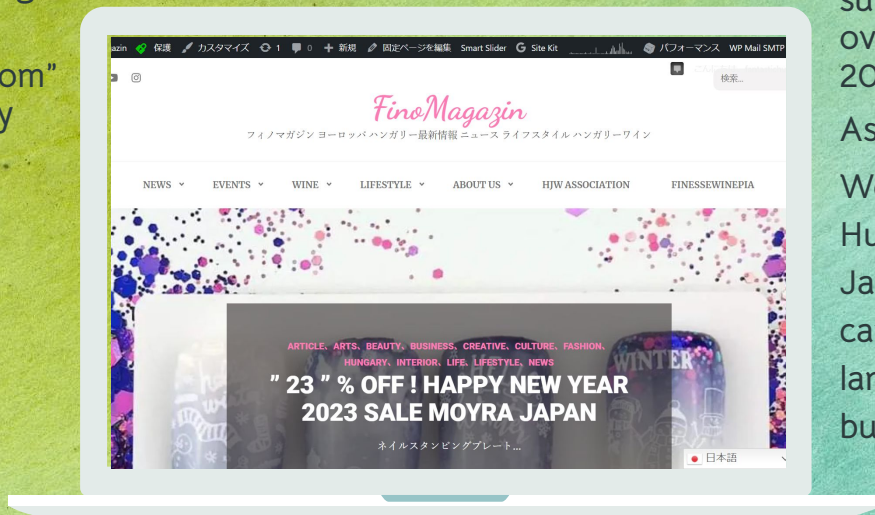 om"
y
su
ov
20
As
We
Hu
Ja
ca
lar
bu
azin 保護 カスタマイズ 1 0 新規 固定ページを編集 Smart Slider Site Kit パフォーマンス WP Mail SMTP
検索...
FinoMagazin
フィノマガジン ヨーロッパ ハンガリー最新情報 ニュース ライフスタイル ハンガリーワイン
NEWS EVENTS WINE LIFESTYLE ABOUT US HJW ASSOCIATION FINESSEWINEPIA
ARTICLE、ARTS、BEAUTY、BUSINESS、CREATIVE、CULTURE、FASHION、
HUNGARY、INTERIOR、LIFE、LIFESTYLE、NEWS
" 23 " % OFF ! HAPPY NEW YEAR
2023 SALE MOYRA JAPAN
ネイルスタンピングプレート...
WINTER
日本語